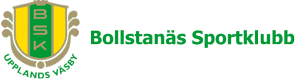 BSK
UPPLANDS VÄSBY
Bollstanäs Sportklubb